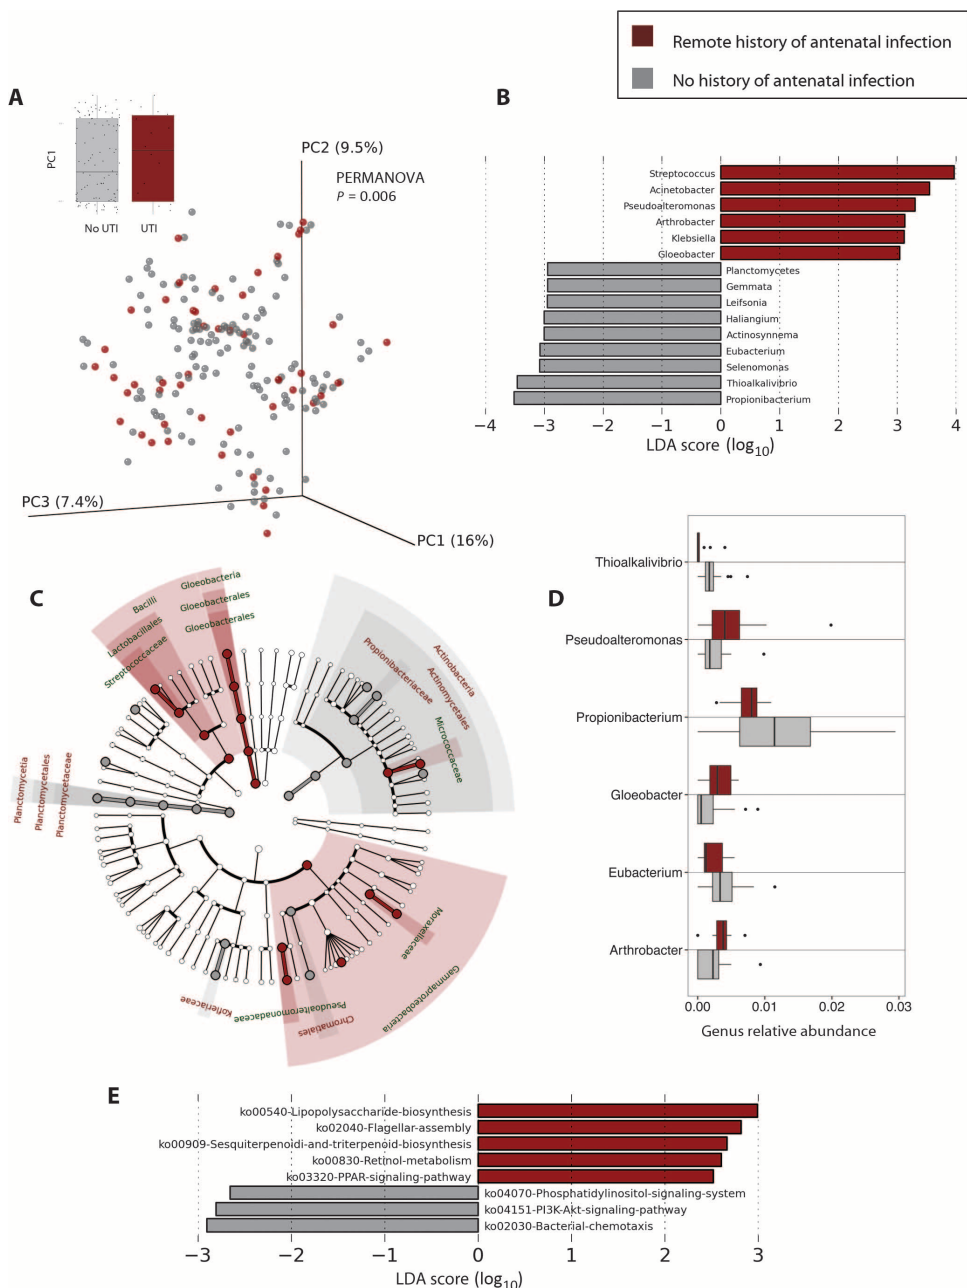 Remote history of antenatal infection
No history of antenatal infection
A
PC1
No UTI
UTI
PC2 (9.5%)
PERMANOVA
P = 0.006
PC3 (7.4%)
PC1 (16%)
B
Streptococcus
Acinetobacter
Pseudoalteromonas
Arthrobacter
Klebsiella
Gloeobacter
Planctomycetes
Gemmata
Leifsonia
Haliangium
Actinosynnema
Eubacterium
Selenomonas
Thioalkalivibrio
Propionibacterium
−4 −3 −2 −1 0 1 2 3 4
LDA score (log10)
C
Gloeobacteria
Gloeobacterales
Gloeobacterales
Bacilli
Lactobacillales
Streptococcaceae
Propionibacteriaceae
Actinobacteria
Actinomycetales
Micrococcaceae
Planctomycetia
Planctomycetales
Planctomycetaceae
Moraxellaceae
Gammaproteobacteria
Kofleriaceae
Pseudoalteromonadaceae
Chromatiales
D
Thioalkalivibrio
Pseudoalteromonas
Propionibacterium
Gloeobacter
Eubacterium
Arthrobacter
0.00 0.01 0.02 0.03
Genus relative abundance
E
ko00540-Lipopolysaccharide-biosynthesis
ko02040-Flagellar-assembly
ko00909-Sesquiterpenoidi-and-triterpenoid-biosynthesis
ko00830-Retinol-metabolism
ko03320-PPAR-signaling-pathway
ko04070-Phosphatidylinositol-signaling-system
ko04151-PI3K-Akt-signaling-pathway
ko02030-Bacterial-chemotaxis
−3 −2 −1 0 1 2 3
LDA score (log10)